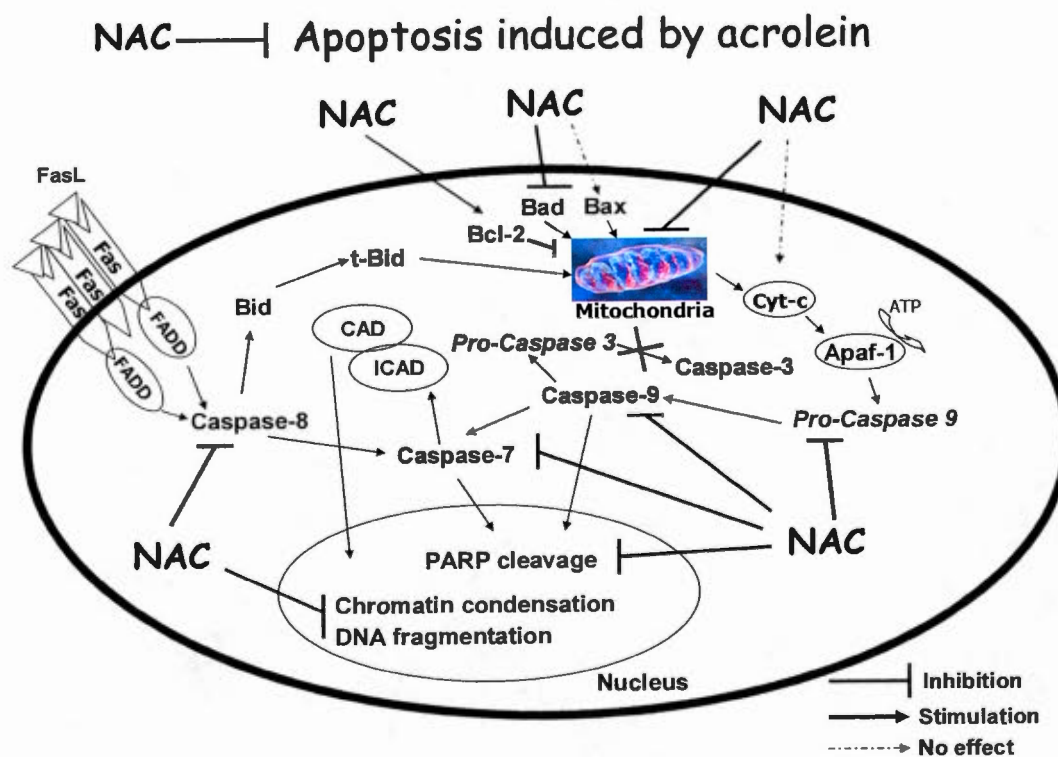 NAC Apoptosis induced by acrolein
NAC NAC NAC
FasL
Fas
Fas
Fas
FADD
FADD
Bad Bax
Bcl-2
t-Bid
Bid
Mitochondria
Cyt-c
ATP
Apaf-1
CAD
ICAD
Pro-Caspase 3
Caspase-3
Caspase-9
Pro-Caspase 9
Caspase-8
Caspase-7
NAC
NAC
PARP cleavage
Chromatin condensation
DNA fragmentation
Nucleus
Inhibition
Stimulation
No effect